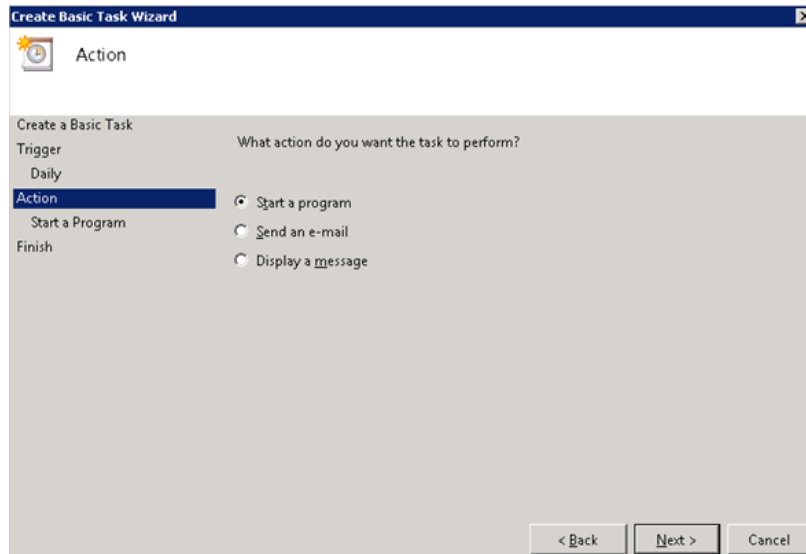 Create Basic Task Wizard
Action
Create a Basic Task
Trigger
Daily
Action
Start a Program
Finish
What action do you want the task to perform?
Start a program
Send an e-mail
Display a message
< Back
Next >
Cancel